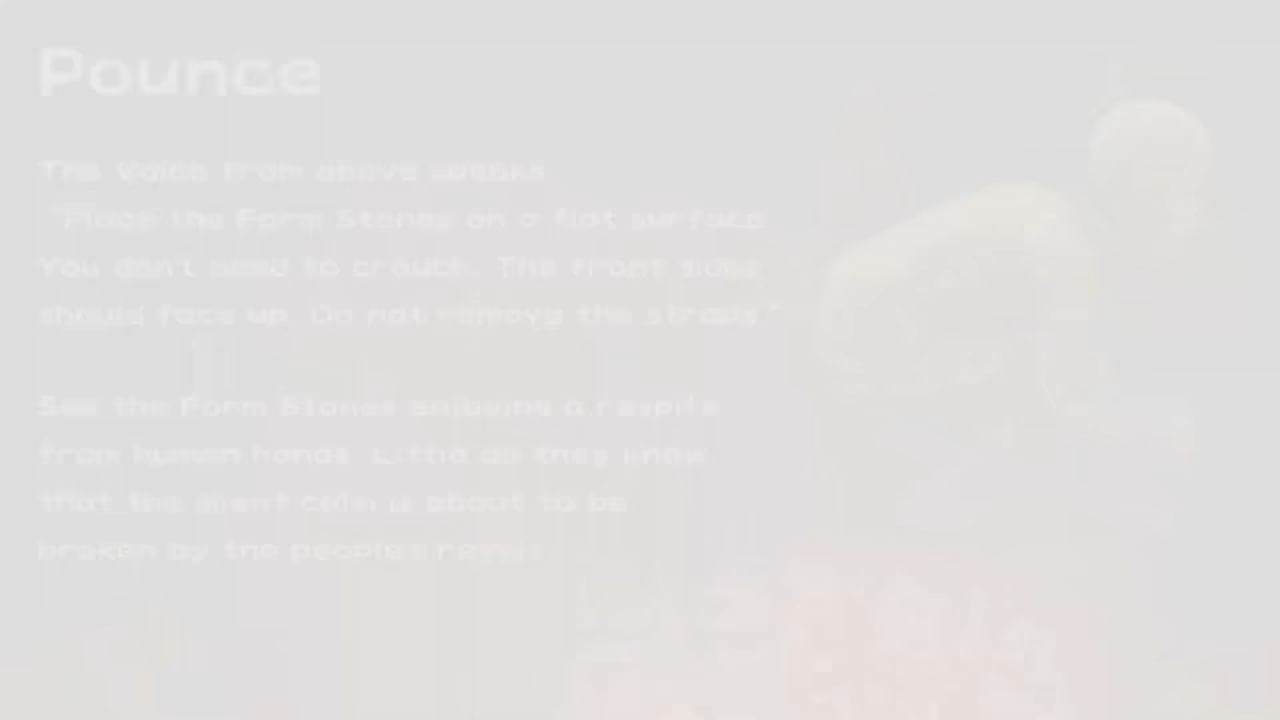 Pounce
The Voice from above speaks
"Place the Form Stones on a flat surface.
You don't need to crouch. The front side
should face up. Do not remove the straps."
See the Form Stones enjoying a respite
from human hands. Little do they know
that the silent calm is about to be
broken by the people's